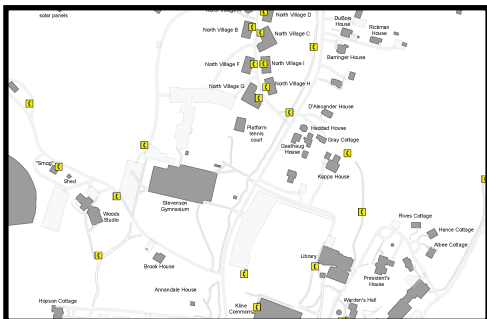 solar panels
North Village D
North Village B
North Village C
DuBois
House
Rickman
House
Barringer House
North Village F
North Village I
North Village G
North Village H
D'Alexander House
Platform
tennis
court
Haddad House
Gray Cottage
House
Kappa House
"Smog"
Shed
Stevenson
Gymnasium
Woods
Studio
Rives Cottage
Hance Cottage
Albee Cottage
Brook House
Library
President's
House
Annandale House
Hopson Cottage
Kline
Commons
Warden's Hall